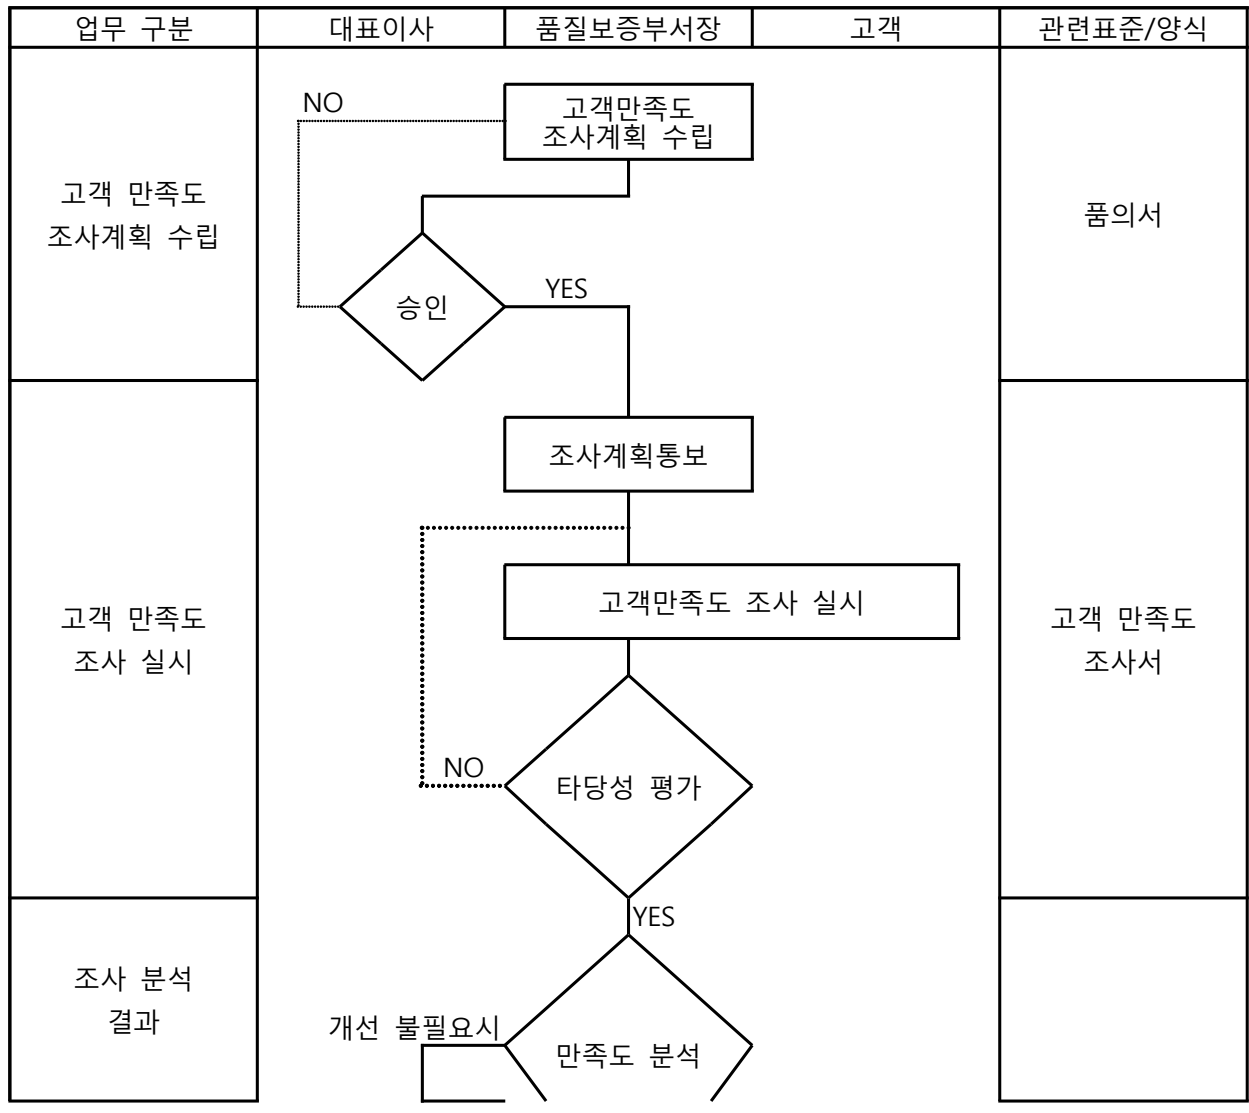 업무 구분
대표이사
품질보증부서장
고객
관련표준/양식
고객 만족도
조사계획 수립
NO
고객만족도
조사계획 수립
승인
YES
품의서
고객 만족도
조사 실시
조사계획통보
고객만족도 조사 실시
NO
타당성 평가
YES
고객 만족도
조사서
조사 분석
결과
개선 불필요시
만족도 분석